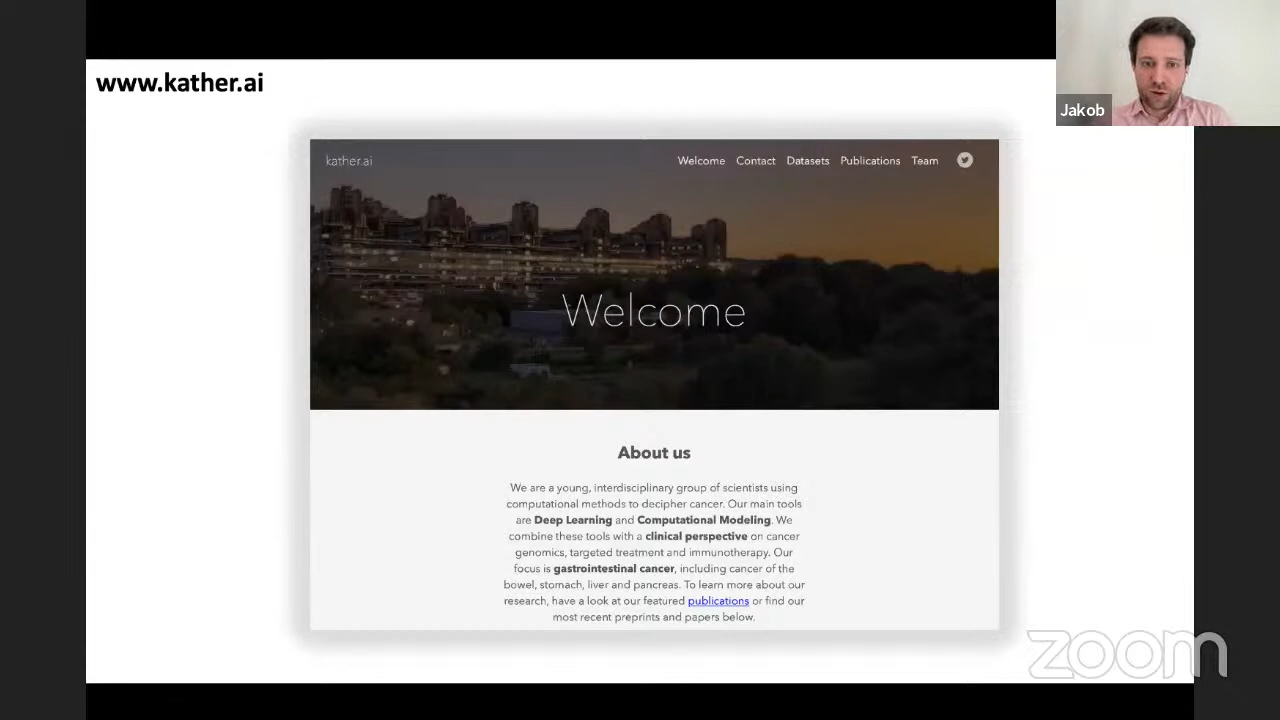 www.kather.ai
Jakob
kather.ai
Welcome Contact Datasets Publications Team
Welcome
About us
We are a young, interdisciplinary group of scientists using
computational methods to decipher cancer. Our main tools
are Deep Learning and Computational Modeling. We
combine these tools with a clinical perspective on cancer
genomics, targeted treatment and immunotherapy. Our
focus is gastrointestinal cancer, including cancer of the
bowel, stomach, liver and pancreas. To learn more about our
research, have a look at our featured publications or find our
most recent preprints and papers below.
zoom